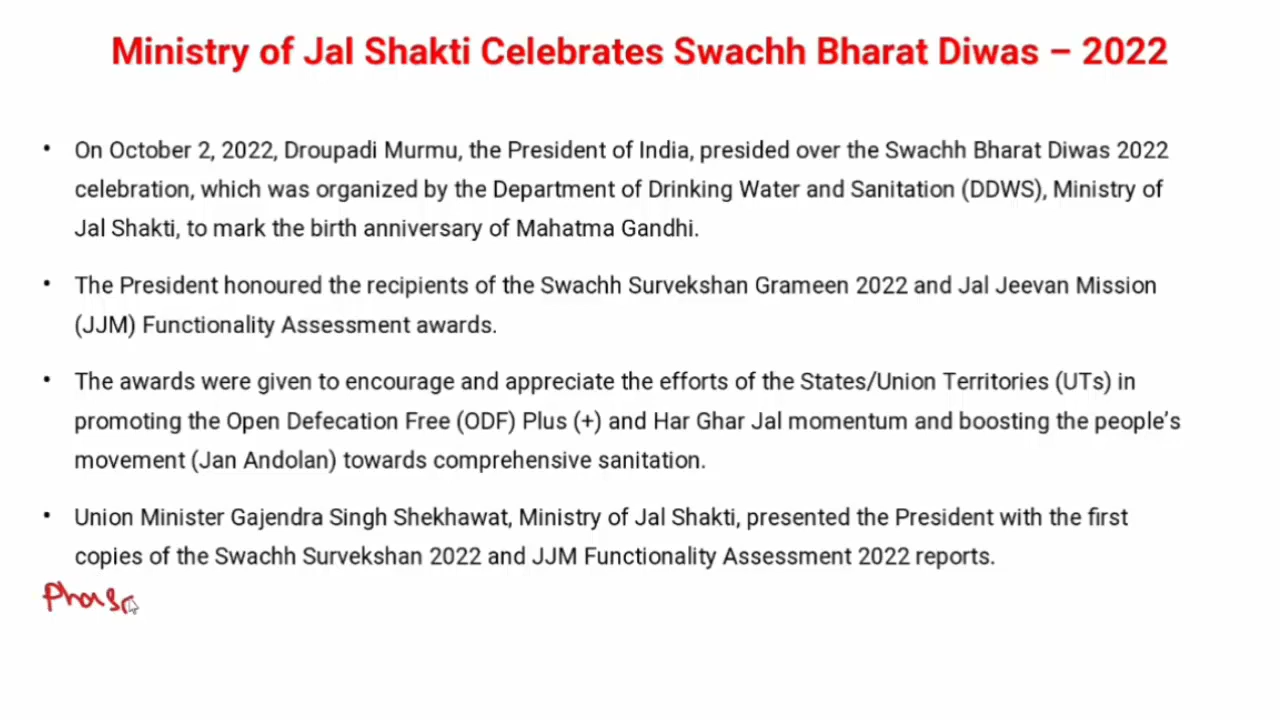 Ministry of Jal Shakti Celebrates Swachh Bharat Diwas – 2022
• On October 2, 2022, Droupadi Murmu, the President of India, presided over the Swachh Bharat Diwas 2022
celebration, which was organized by the Department of Drinking Water and Sanitation (DDWS), Ministry of
Jal Shakti, to mark the birth anniversary of Mahatma Gandhi.
• The President honoured the recipients of the Swachh Survekshan Grameen 2022 and Jal Jeevan Mission
(JJM) Functionality Assessment awards.
• The awards were given to encourage and appreciate the efforts of the States/Union Territories (UTs) in
promoting the Open Defecation Free (ODF) Plus (+) and Har Ghar Jal momentum and boosting the people’s
movement (Jan Andolan) towards comprehensive sanitation.
• Union Minister Gajendra Singh Shekhawat, Ministry of Jal Shakti, presented the President with the first
copies of the Swachh Survekshan 2022 and JJM Functionality Assessment 2022 reports.